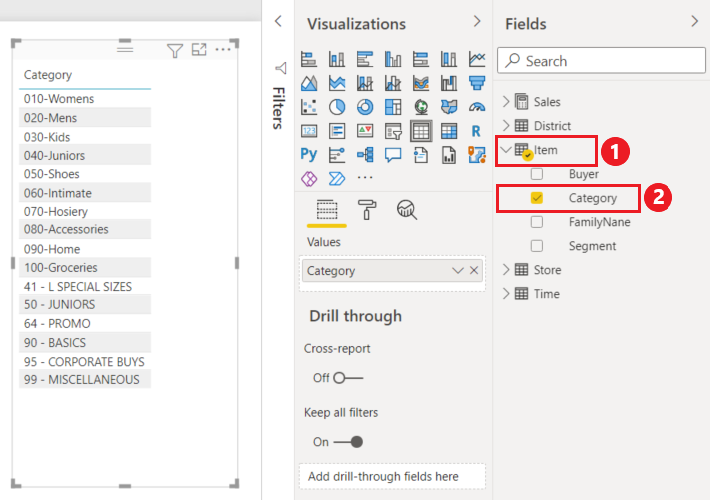 Category
010-Womens
020-Mens
030-Kids
040-Juniors
050-Shoes
060-Intimate
070-Hosiery
080-Accessories
090-Home
100-Groceries
41 - L SPECIAL SIZES
50 - JUNIORS
64 - PROMO
90 - BASICS
95 - CORPORATE BUYS
99 - MISCELLANEOUS
Filters
Visualizations
123
R
Py
Values
Category
Drill through
Cross-report
Off
Keep all filters
On
Add drill-through fields here
Fields
Search
Sales
District
Item
1
Buyer
Category
2
FamilyNane
Segment
Store
Time